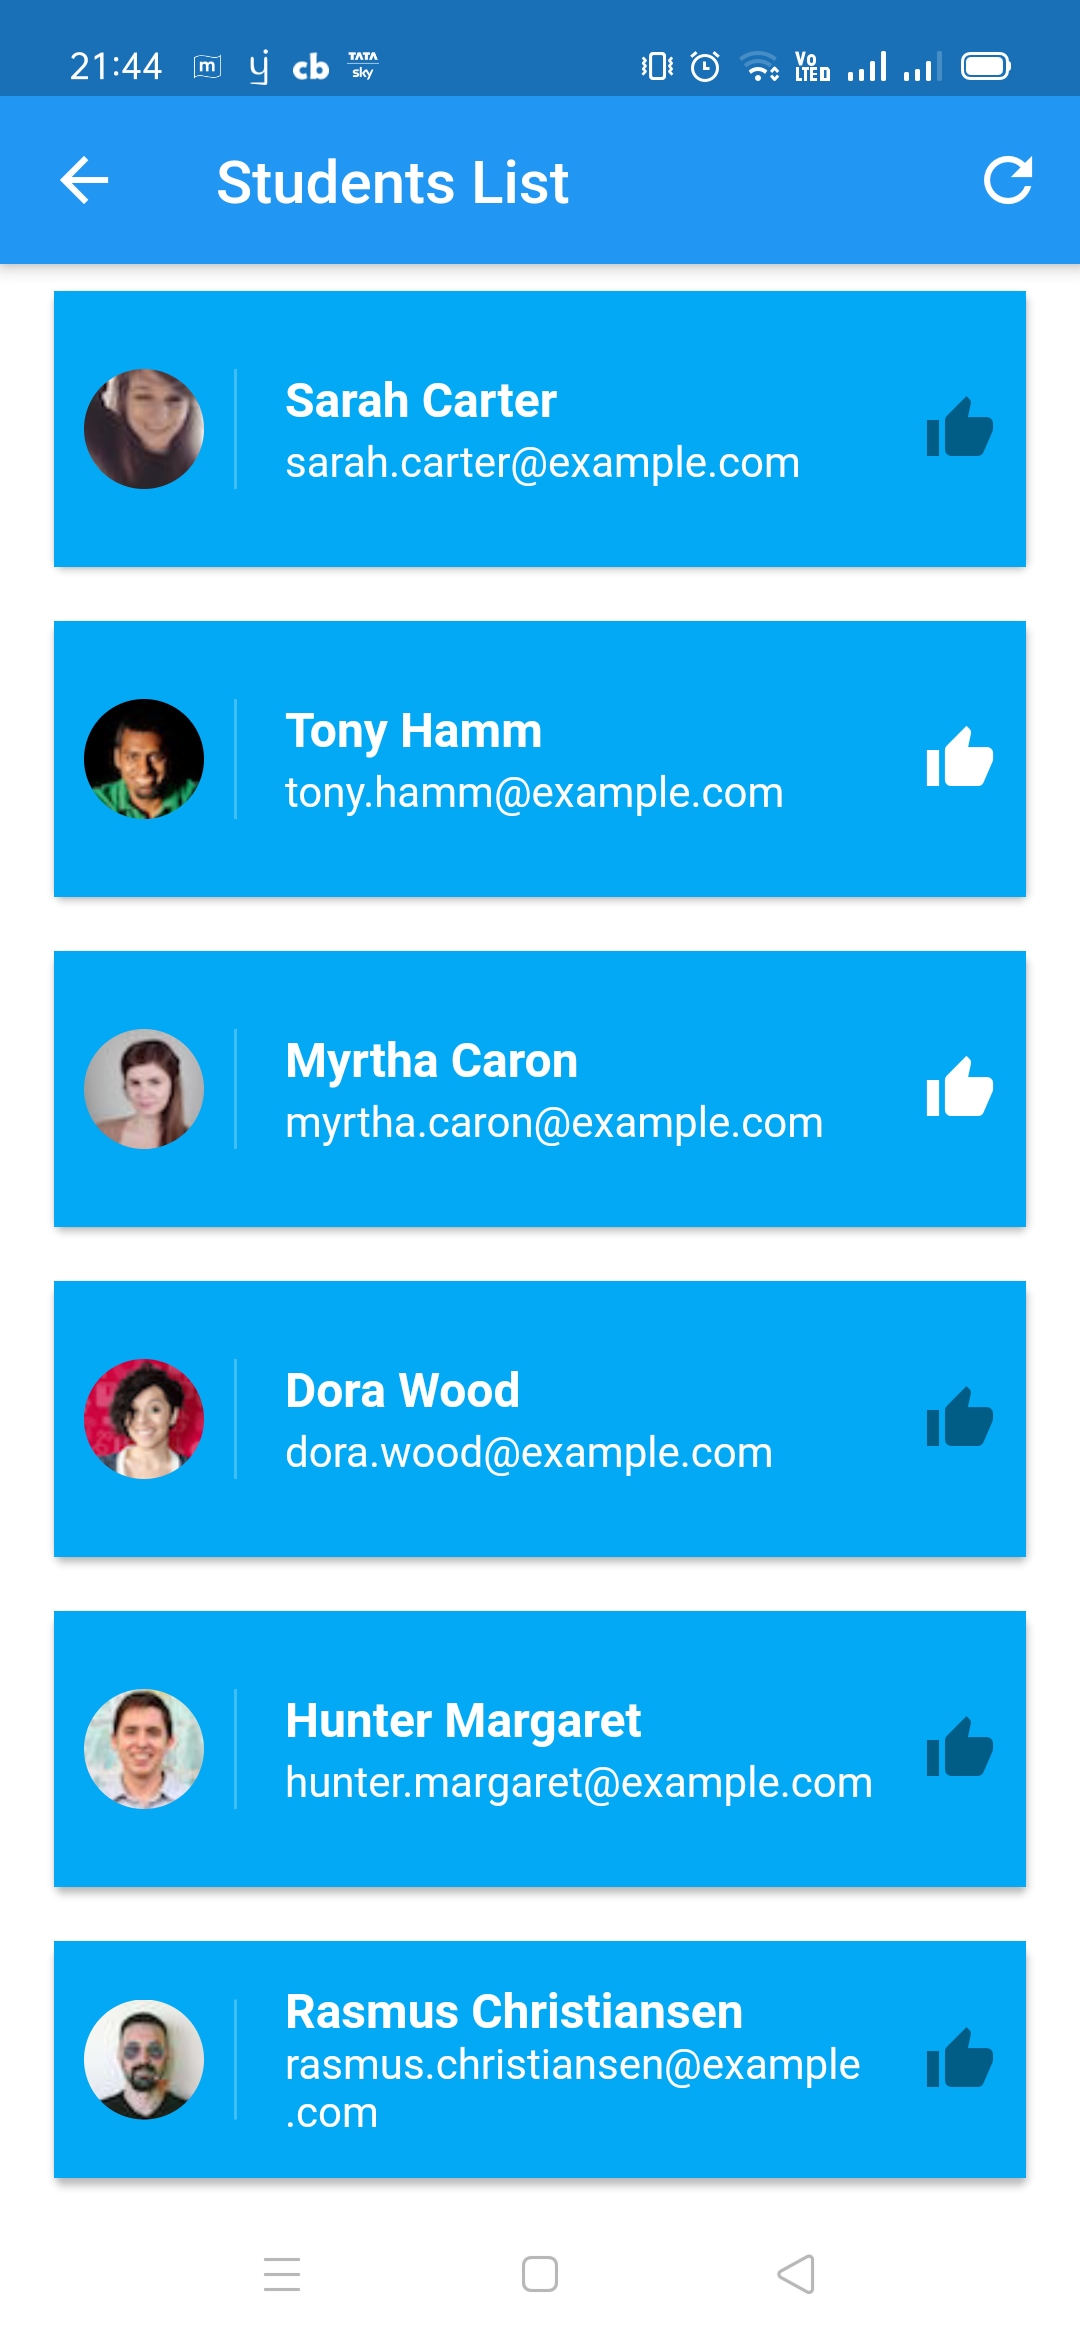 21:44 m y cb TATA sky Vo LTE
Students List
Sarah Carter
sarah.carter@example.com
Tony Hamm
tony.hamm@example.com
Myrtha Caron
myrtha.caron@example.com
Dora Wood
dora.wood@example.com
Hunter Margaret
hunter.margaret@example.com
Rasmus Christiansen
rasmus.christiansen@example
.com